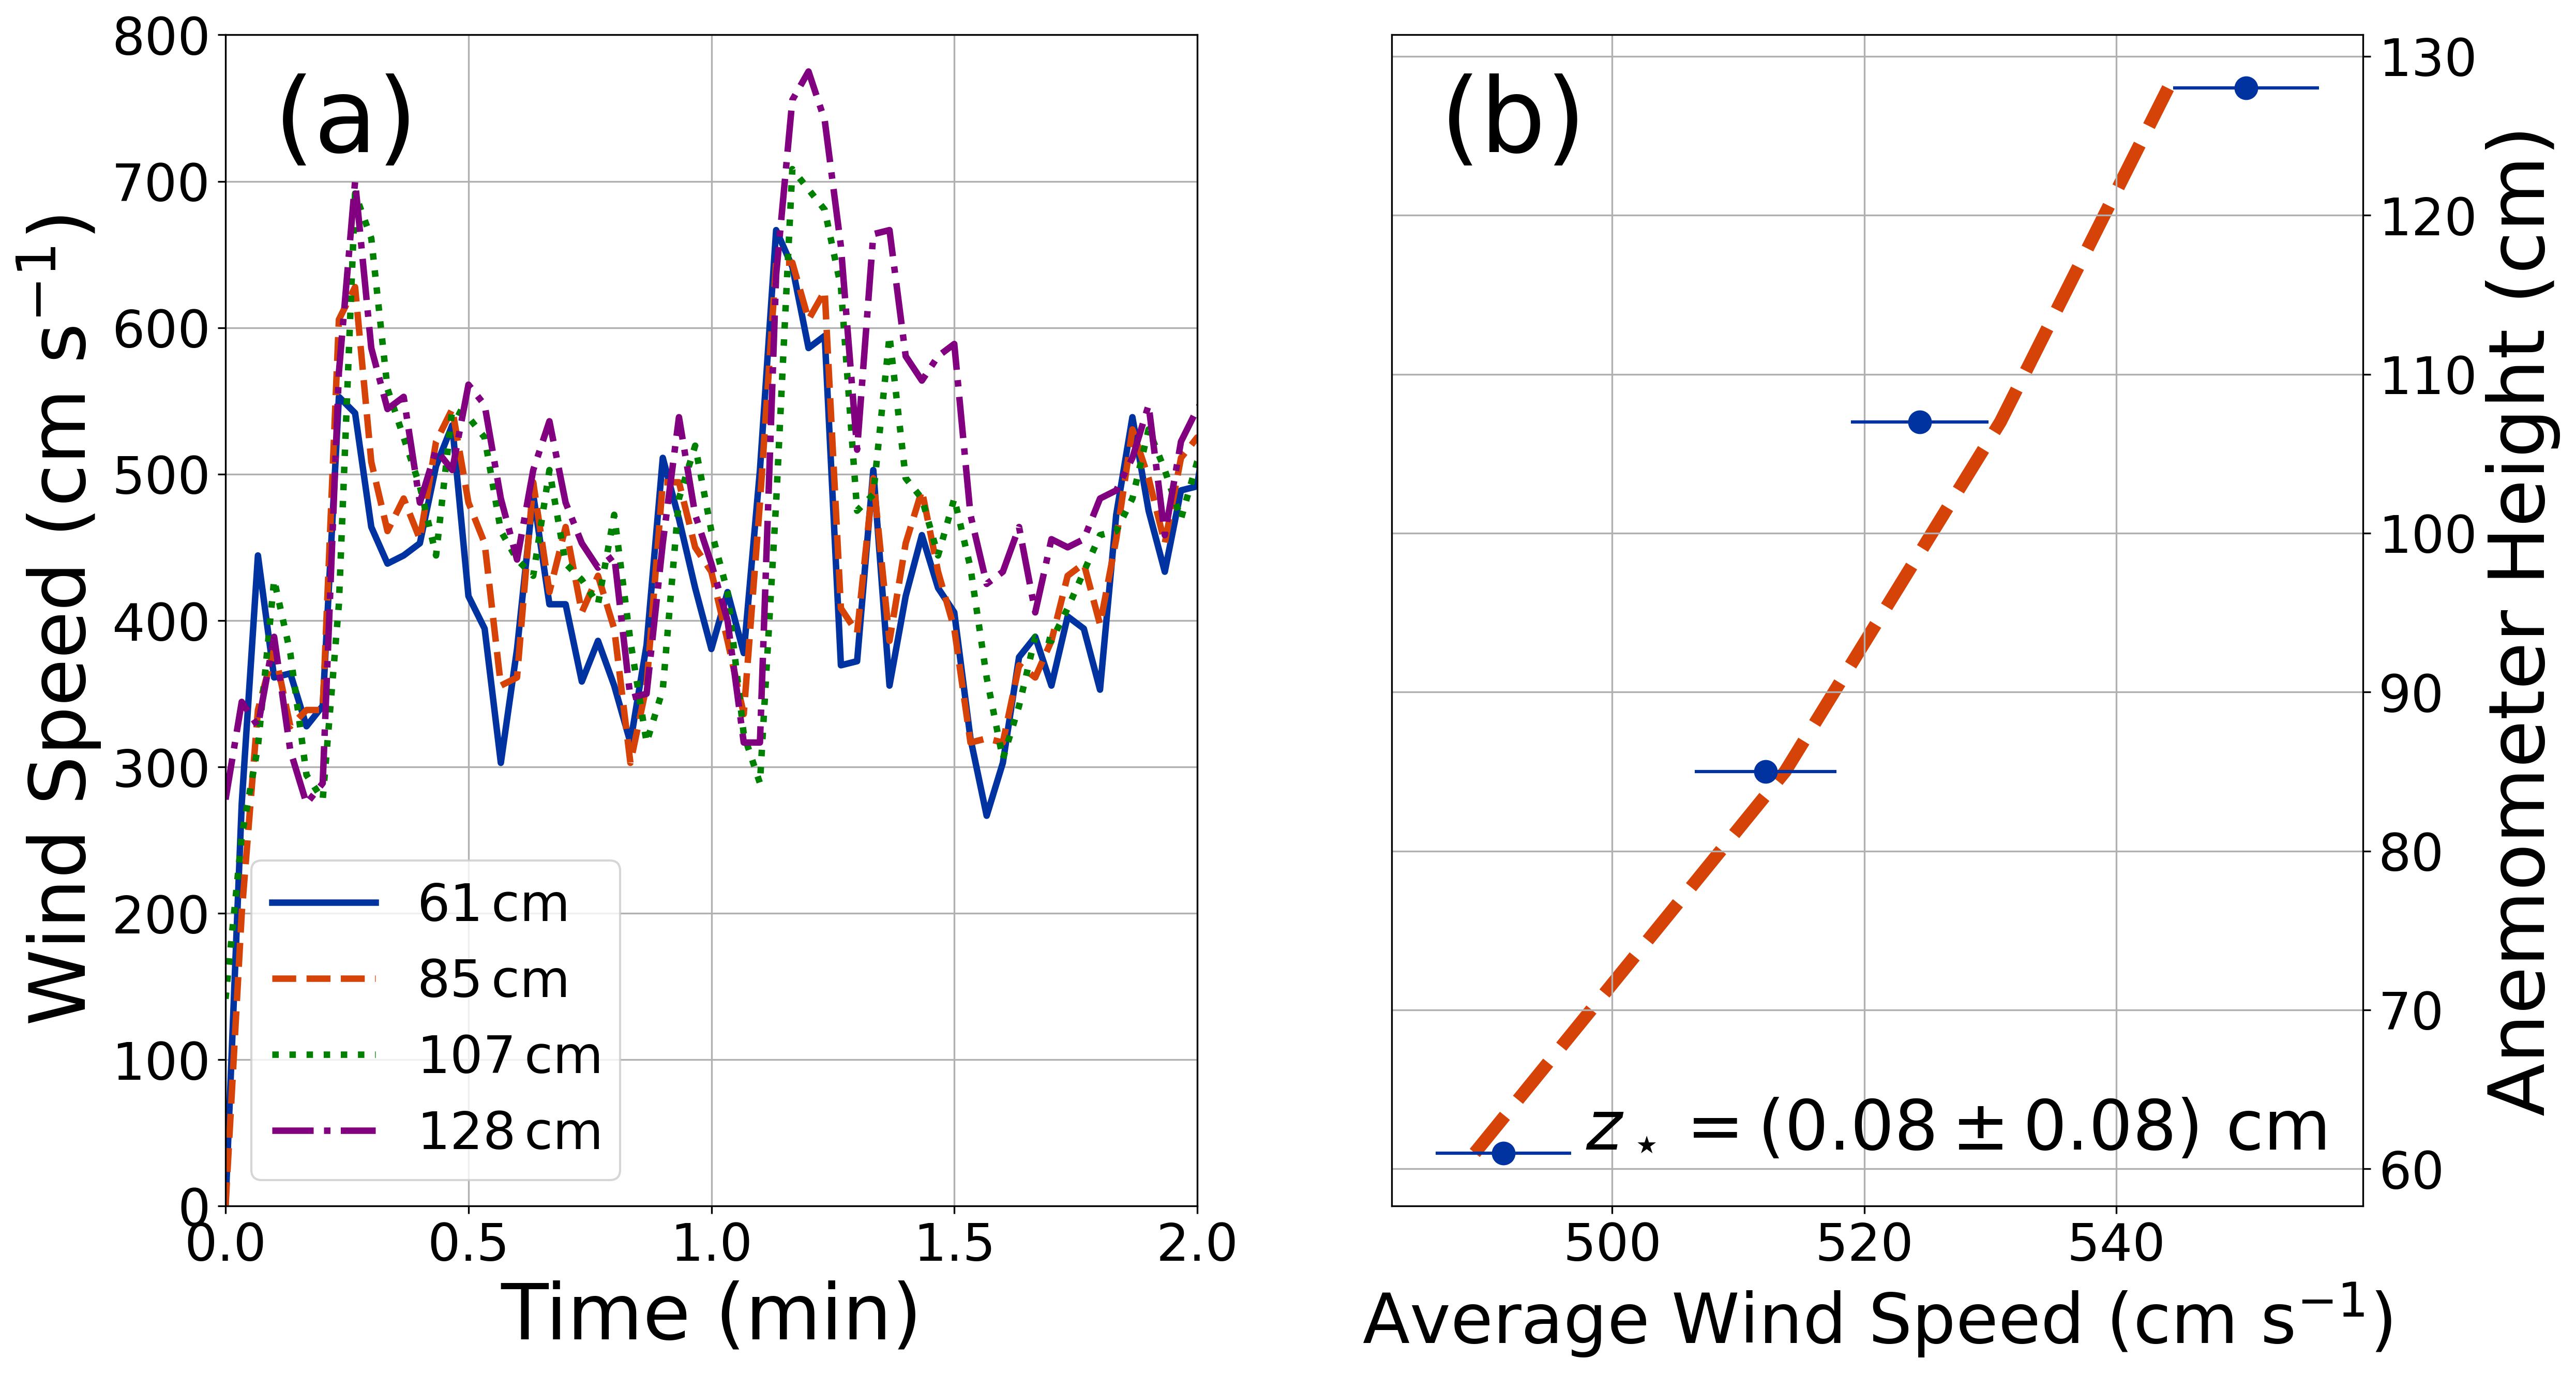 (a)
Wind Speed (cm s⁻¹)
800
700
600
500
400
300
200
100
0
61 cm
85 cm
107 cm
128 cm
0.0 0.5 1.0 1.5 2.0
Time (min)
(b)
z⋆ = (0.08 ± 0.08) cm
500 520 540
Average Wind Speed (cm s⁻¹)
130
120
110
100
90
80
70
60
Anemometer Height (cm)